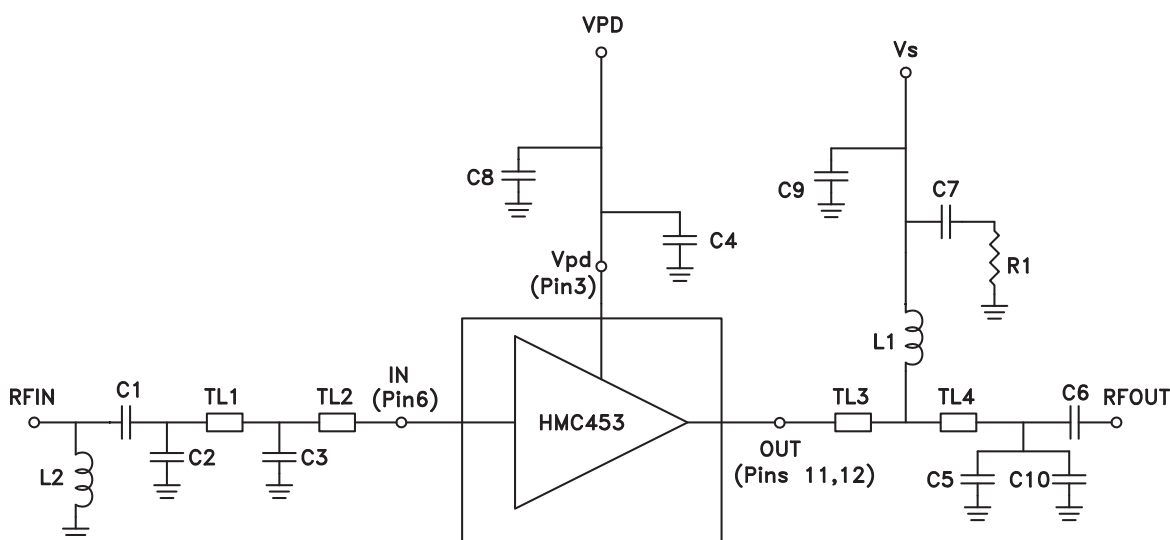 VPD
Vs
C8
C9
C7
C4
R1
Vpd
(Pin3)
L1
RFIN
C1
TL1
TL2
IN
(Pin6)
HMC453
TL3
TL4
C6
RFOUT
L2
C2
C3
OUT
(Pins 11,12)
C5
C10